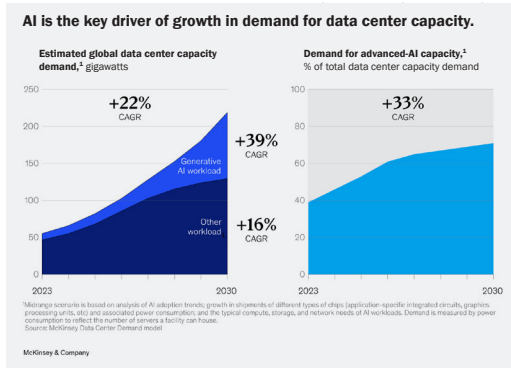 AI is the key driver of growth in demand for data center capacity.
Estimated global data center capacity
demand,¹ gigawatts
250
200
150
100
50
0
2023
2030
+22%
CAGR
Generative
AI workload
Other
workload
+39%
CAGR
+16%
CAGR
Demand for advanced-AI capacity,¹
% of total data center capacity demand
100
80
60
40
20
0
2023
2030
+33%
CAGR
¹Midrange scenario is based on analysis of AI adoption trends; growth in shipments of different types of chips (application-specific integrated circuits, graphics
processing units, etc) and associated power consumption; and the typical compute, storage, and network needs of AI workloads. Demand is measured by power
consumption to reflect the number of servers a facility can house.
Source: McKinsey Data Center Demand model
McKinsey & Company